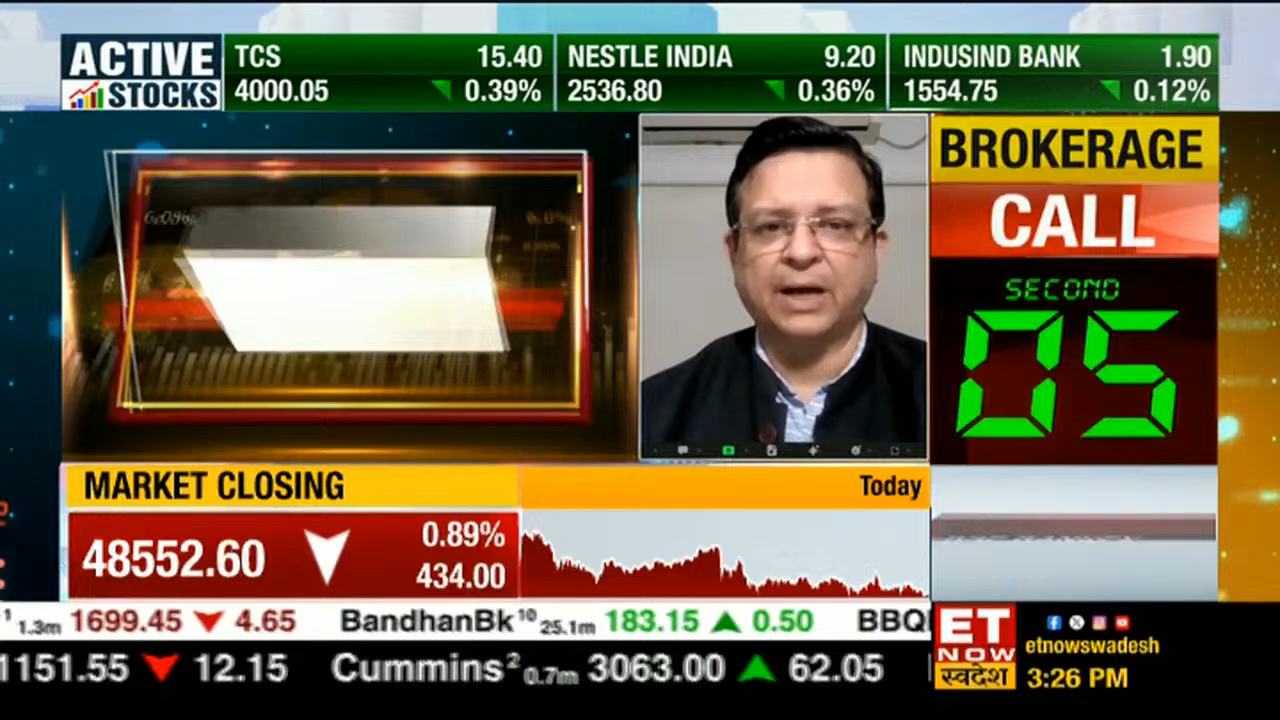 ACTIVE
STOCKS
TCS 15.40
4000.05 0.39%
NESTLE INDIA 9.20
2536.80 0.36%
INDUSIND BANK 1.90
1554.75 0.12%
BROKERAGE
CALL
SECOND
05
MARKET CLOSING
Today
48552.60
0.89%
434.00
1.3m 1699.45 4.65 BandhanBk 10 25.1m 183.15 0.50 BBQ
1151.55 12.15 Cummins 2 0.7m 3063.00 62.05
ET
NOW
स्वदेश
etnowswadesh
3:26 PM